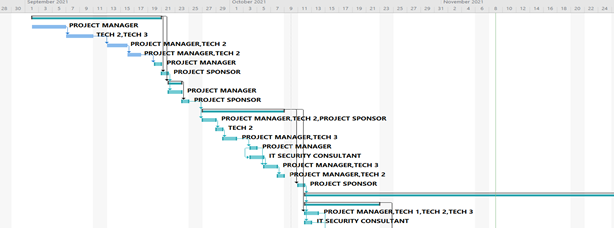 September 2021 October 2021 November 2021
28 30 1 3 5 7 9 11 13 15 17 19 21 23 25 27 29 1 3 5 7 9 11 13 15 17 19 21 23 25 27 29 31 2 4 6 8 10 12 14 16 18 20 22 24
PROJECT MANAGER
TECH 2,TECH 3
PROJECT MANAGER,TECH 2
PROJECT MANAGER,TECH 2
PROJECT MANAGER
PROJECT SPONSOR
PROJECT MANAGER
PROJECT SPONSOR
PROJECT MANAGER,TECH 2,PROJECT SPONSOR
TECH 2
PROJECT MANAGER,TECH 3
PROJECT MANAGER
IT SECURITY CONSULTANT
PROJECT MANAGER,TECH 3
PROJECT MANAGER,TECH 2
PROJECT SPONSOR
PROJECT MANAGER,TECH 1,TECH 2,TECH 3
IT SECURITY CONSULTANT